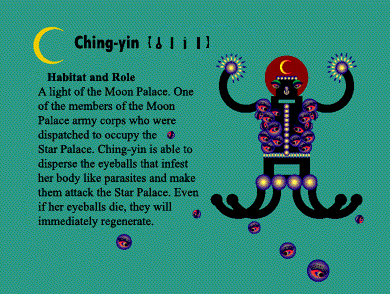 Ching-yin
Habitat and Role
A light of the Moon Palace. One
of the members of the Moon
Palace army corps who were
dispatched to occupy the
Star Palace. Ching-yin is able to
disperse the eyeballs that infest
her body like parasites and make
them attack the Star Palace. Even
if her eyeballs die, they will
immediately regenerate.